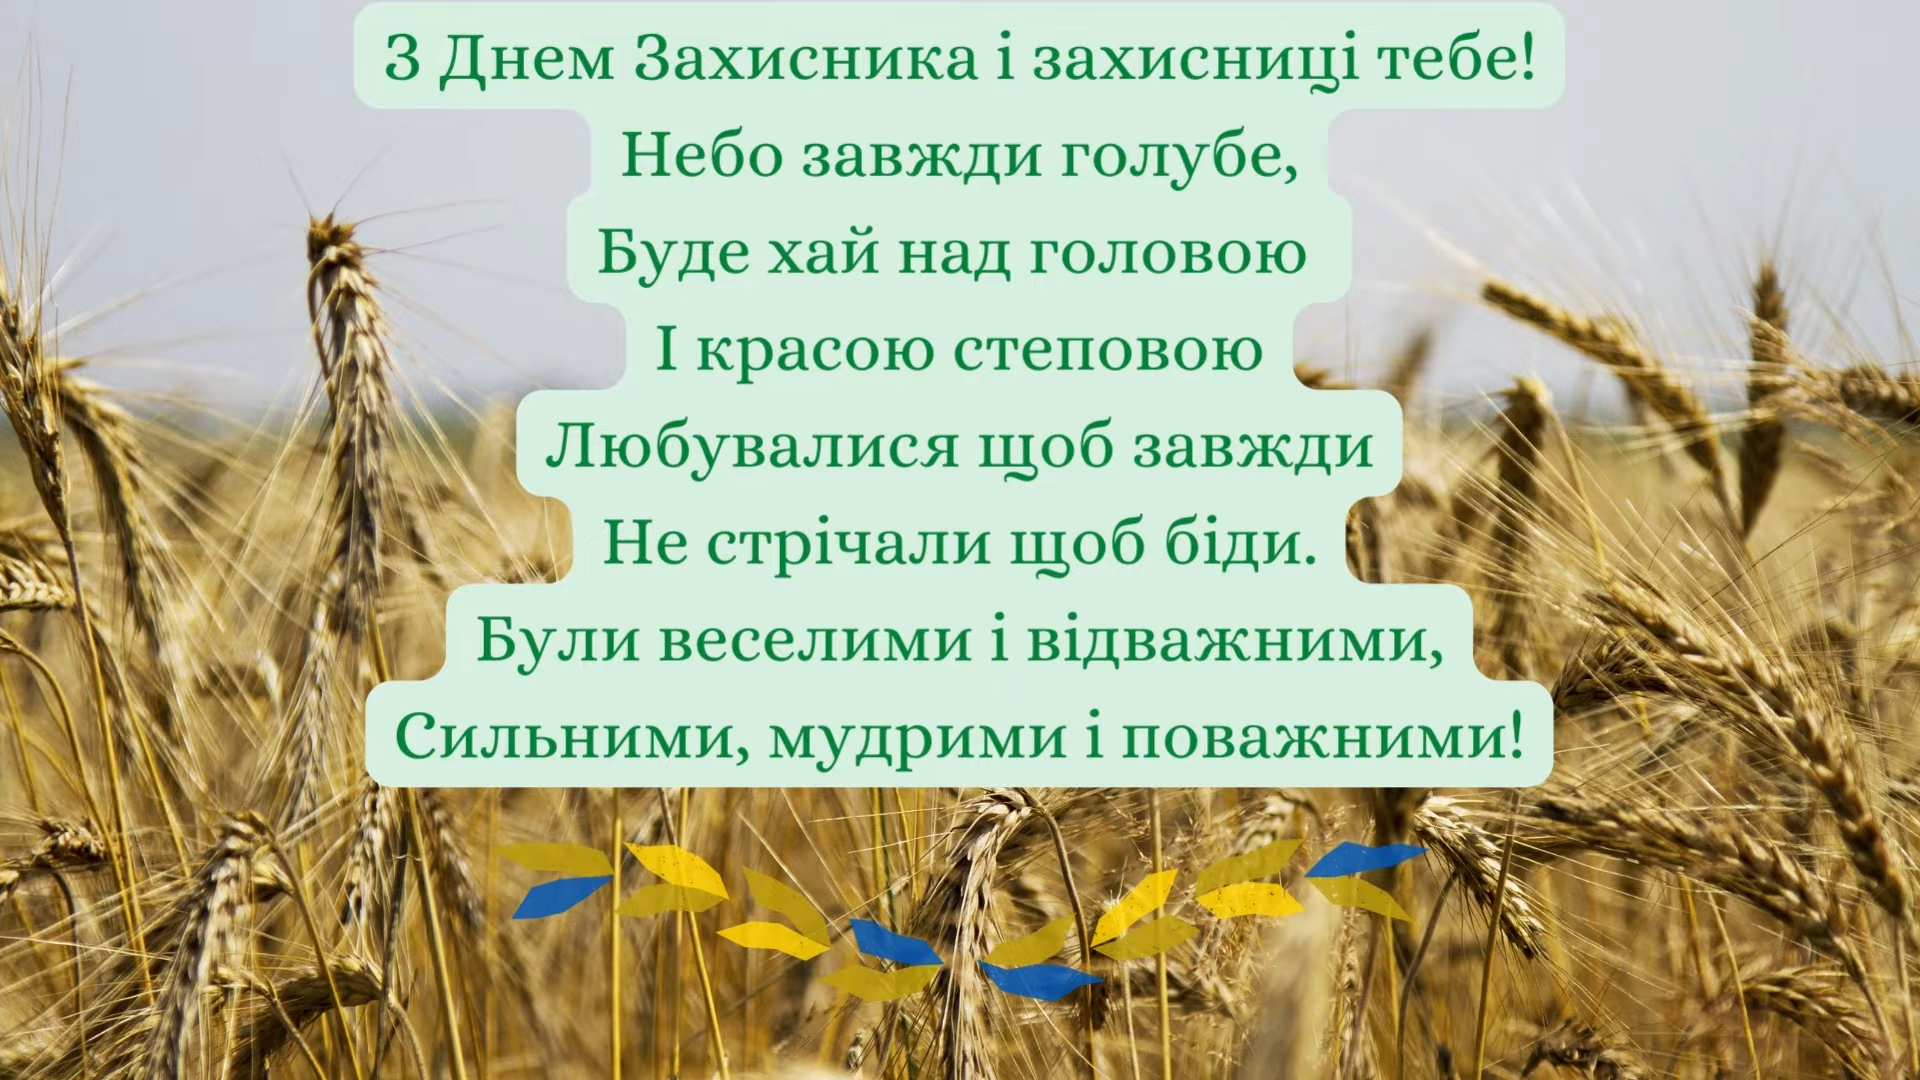 З Днем Захисника і захисниці тебе!
Небо завжди голубе,
Буде хай над головою
І красою степовою
Любувалися щоб завжди
Не стрічали щоб біди.
Були веселими і відважними,
Сильними, мудрими і поважними!